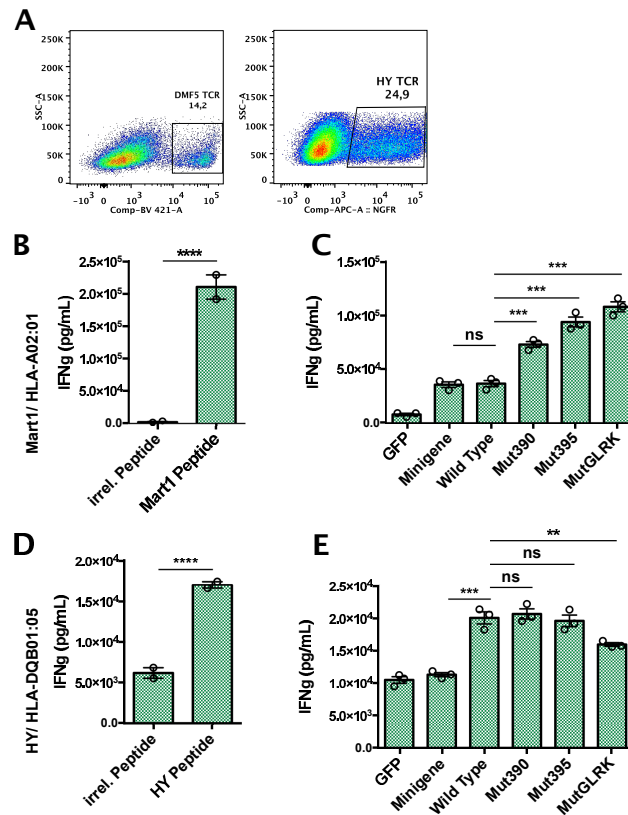 A
250K
200K
150K
100K
50K
0
SSC-A
DMF5 TCR
14,2
-10³ 0 10³ 10⁴ 10⁵
Comp-BV 421-A
250K
200K
150K
100K
50K
0
SSC-A
HY TCR
24,9
-10³ 0 10³ 10⁴ 10⁵
Comp-APC-A :: NGFR
B
Mart1/ HLA-A02:01
IFNg (pg/mL)
2.5×10⁵
2.0×10⁵
1.5×10⁵
1.0×10⁵
5.0×10⁴
0.0
****
irrel. Peptide
Mart1 Peptide
C
IFNg (pg/mL)
1.5×10⁵
1.0×10⁵
5.0×10⁴
0.0
***
***
***
ns
GFP
Minigene
Wild Type
Mut390
Mut395
MutGLRK
D
HY/ HLA-DQB01:05
IFNg (pg/mL)
2.0×10⁴
1.5×10⁴
1.0×10⁴
5.0×10³
0.0
****
irrel. Peptide
HY Peptide
E
IFNg (pg/mL)
2.5×10⁴
2.0×10⁴
1.5×10⁴
1.0×10⁴
5.0×10³
0.0
**
ns
ns
***
GFP
Minigene
Wild Type
Mut390
Mut395
MutGLRK